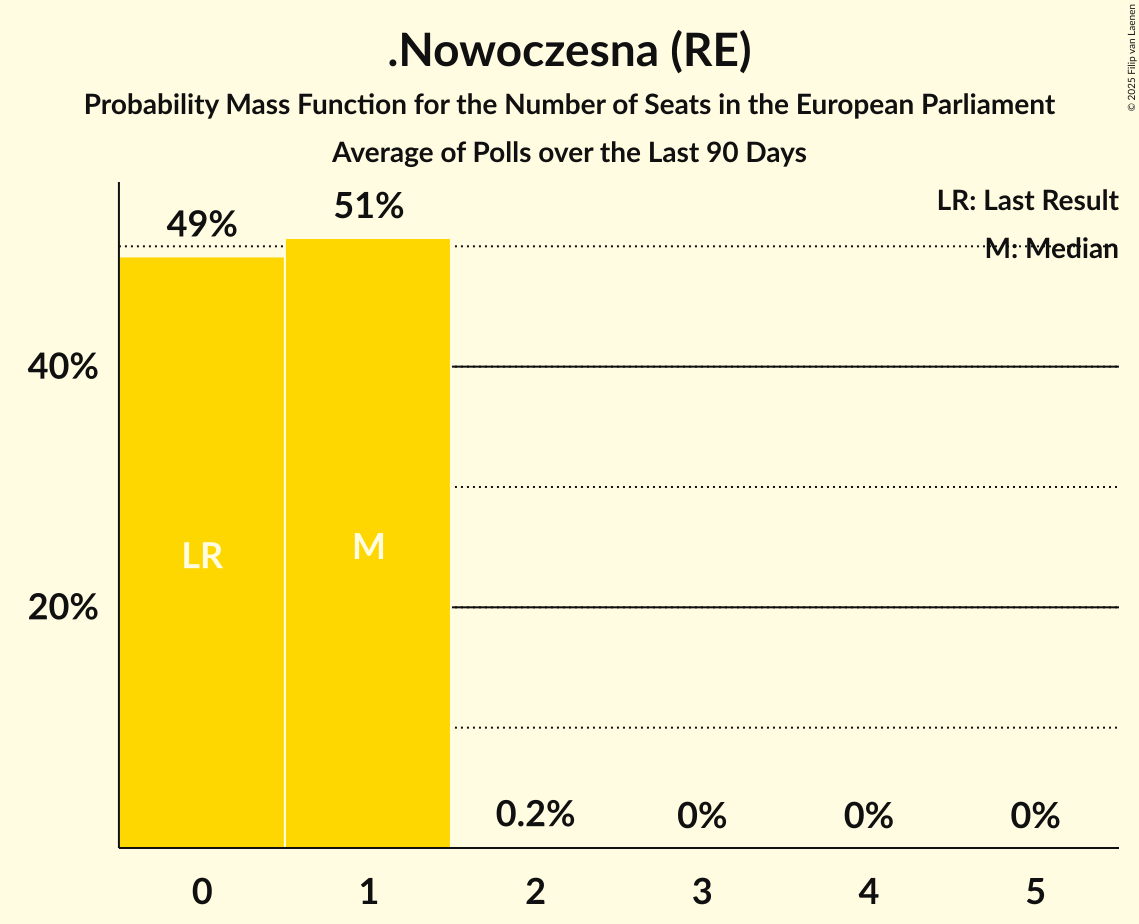 .Nowoczesna (RE)
Probability Mass Function for the Number of Seats in the European Parliament
Average of Polls over the Last 90 Days
© 2025 Filip van Laenen
LR: Last Result
M: Median
49%
51%
40%
20%
LR
M
0.2%
0%
0%
0%
0
1
2
3
4
5